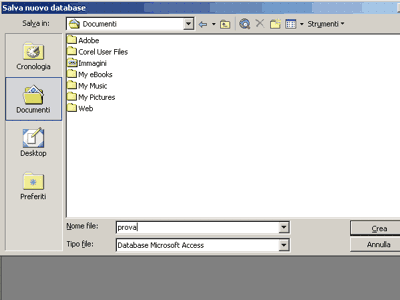 Salva nuovo database
Salva in: Documenti Strumenti
Adobe
Corel User Files
Immagini
My eBooks
My Music
My Pictures
Web
Cronologia
Documenti
Desktop
Preferiti
Nome file: prova Crea
Tipo file: Database Microsoft Access Annulla